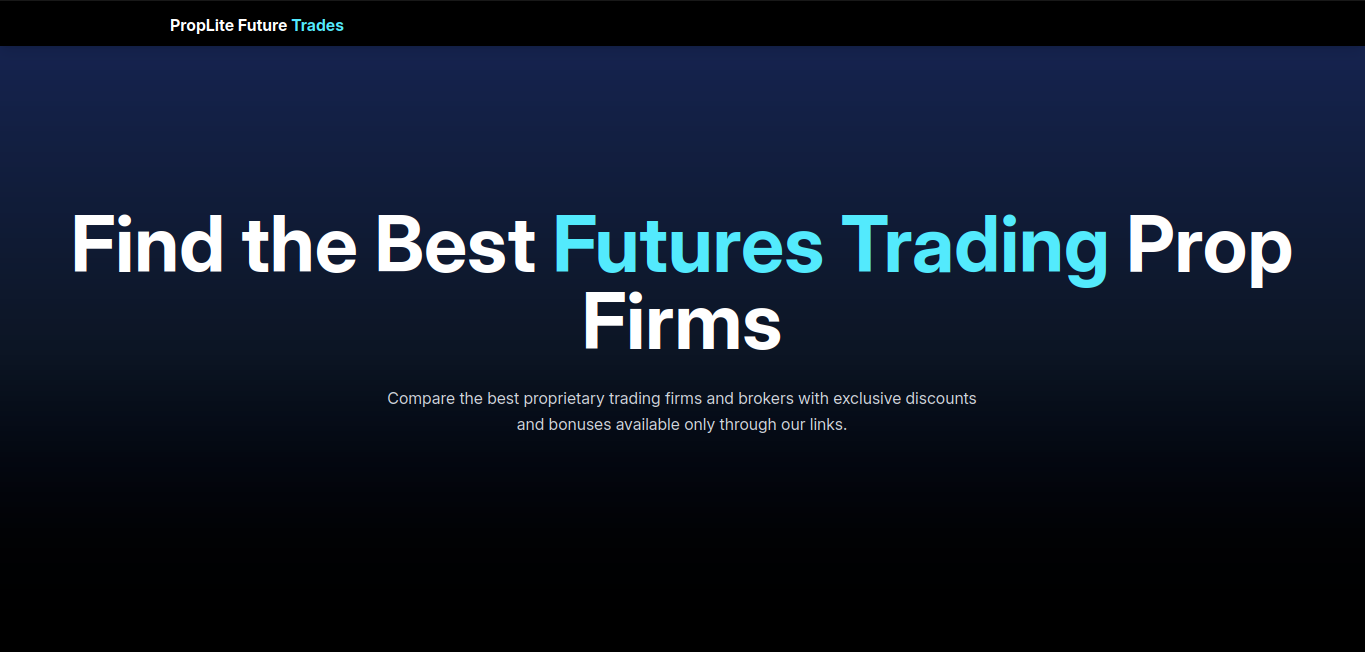 PropLite Future Trades
Find the Best Futures Trading Prop
Firms
Compare the best proprietary trading firms and brokers with exclusive discounts
and bonuses available only through our links.